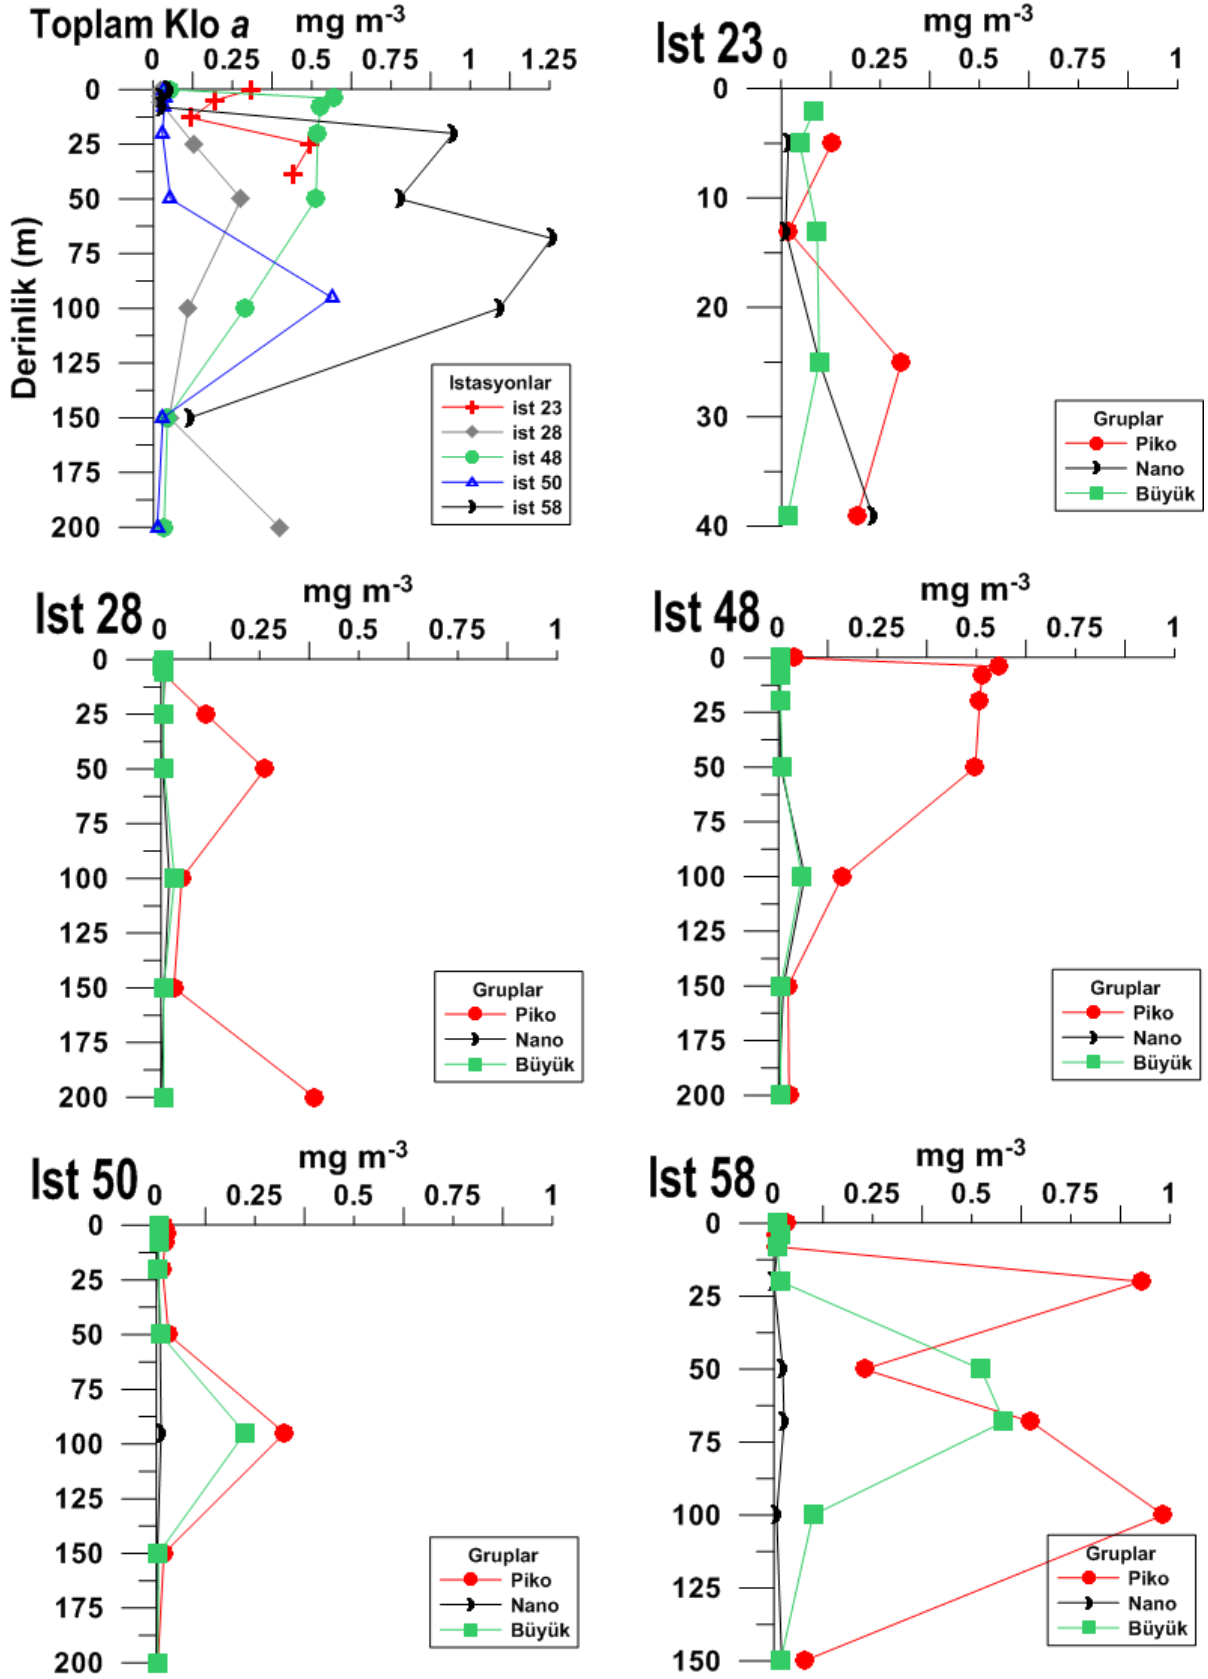 Toplam Klo a mg m-3
0 0.25 0.5 0.75 1 1.25
0
25
50
75
100
125
150
175
200
Derinlik (m)
Istasyonlar
ist 23
ist 28
ist 48
ist 50
ist 58
Ist 23 mg m-3
0 0.25 0.5 0.75 1
0
10
20
30
40
Gruplar
Piko
Nano
Büyük
Ist 28 mg m-3
0 0.25 0.5 0.75 1
0
25
50
75
100
125
150
175
200
Gruplar
Piko
Nano
Büyük
Ist 48 mg m-3
0 0.25 0.5 0.75 1
0
25
50
75
100
125
150
175
200
Gruplar
Piko
Nano
Büyük
Ist 50 mg m-3
0 0.25 0.5 0.75 1
0
25
50
75
100
125
150
175
200
Gruplar
Piko
Nano
Büyük
Ist 58 mg m-3
0 0.25 0.5 0.75 1
0
25
50
75
100
125
150
Gruplar
Piko
Nano
Büyük